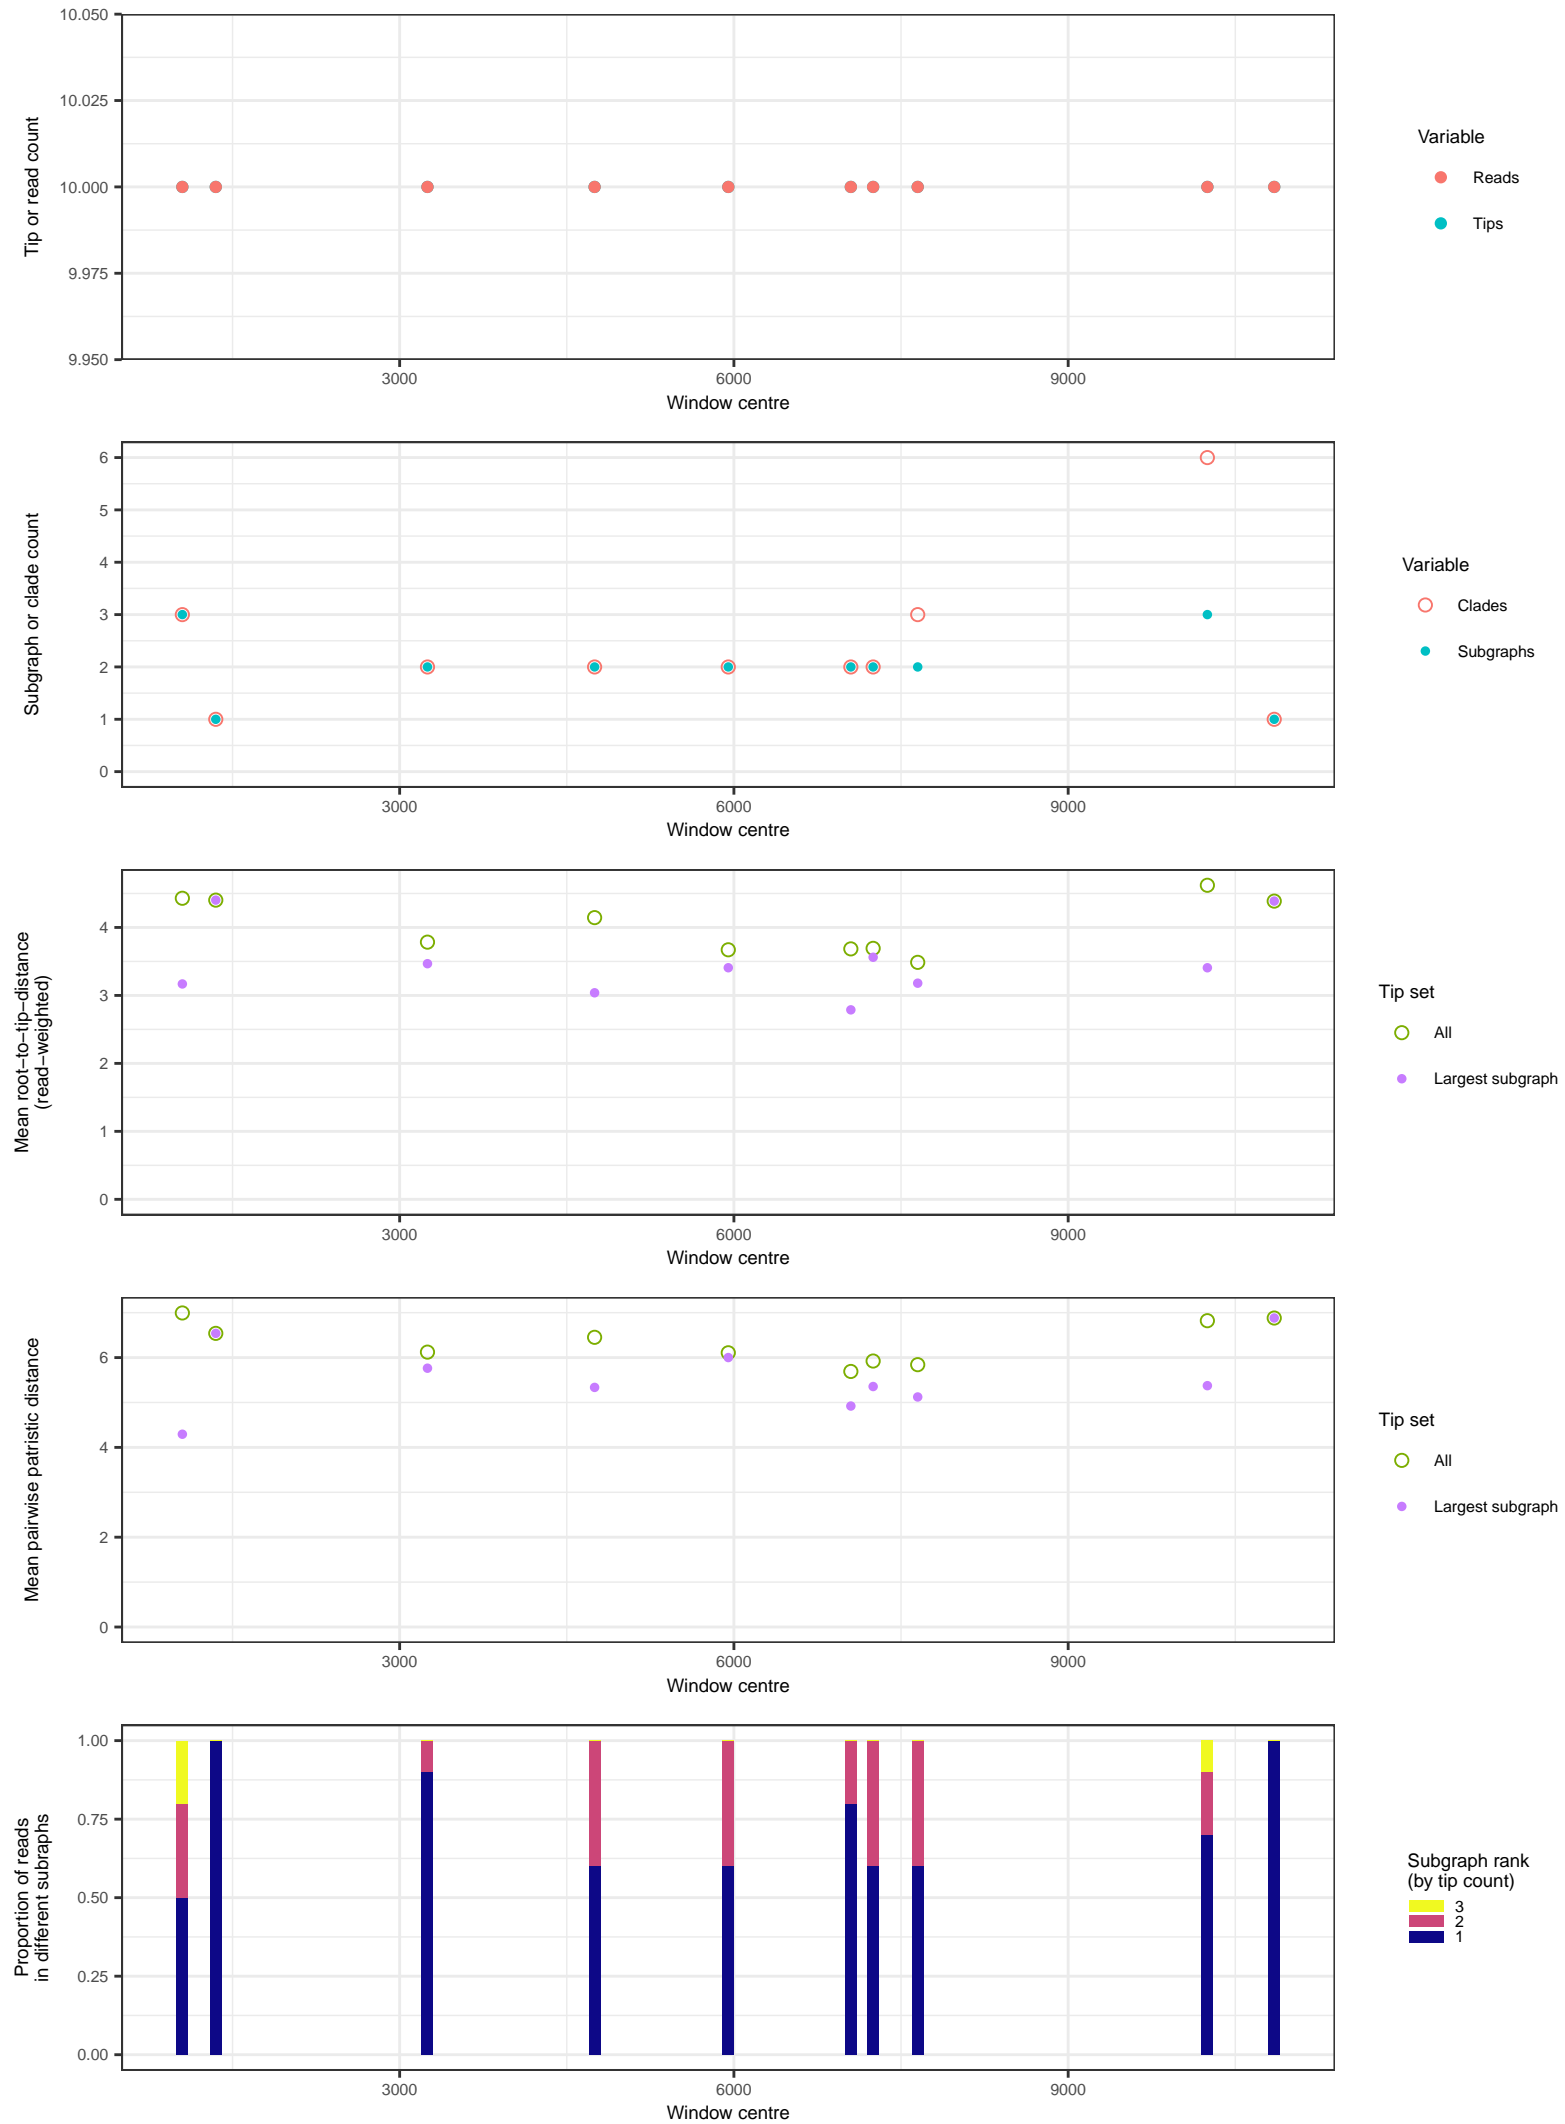 10.050
10.025
10.000
9.975
9.950
Tip or read count
3000
6000
9000
Window centre
Variable
Reads
Tips
6
5
4
3
2
1
0
Subgraph or clade count
3000
6000
9000
Window centre
Variable
Clades
Subgraphs
4
3
2
1
0
Mean root−to−tip−distance
(read−weighted)
3000
6000
9000
Window centre
Tip set
All
Largest subgraph
6
4
2
0
Mean pairwise patristic distance
3000
6000
9000
Window centre
Tip set
All
Largest subgraph
1.00
0.75
0.50
0.25
0.00
Proportion of reads
in different subraphs
3000
6000
9000
Window centre
Subgraph rank
(by tip count)
3
2
1